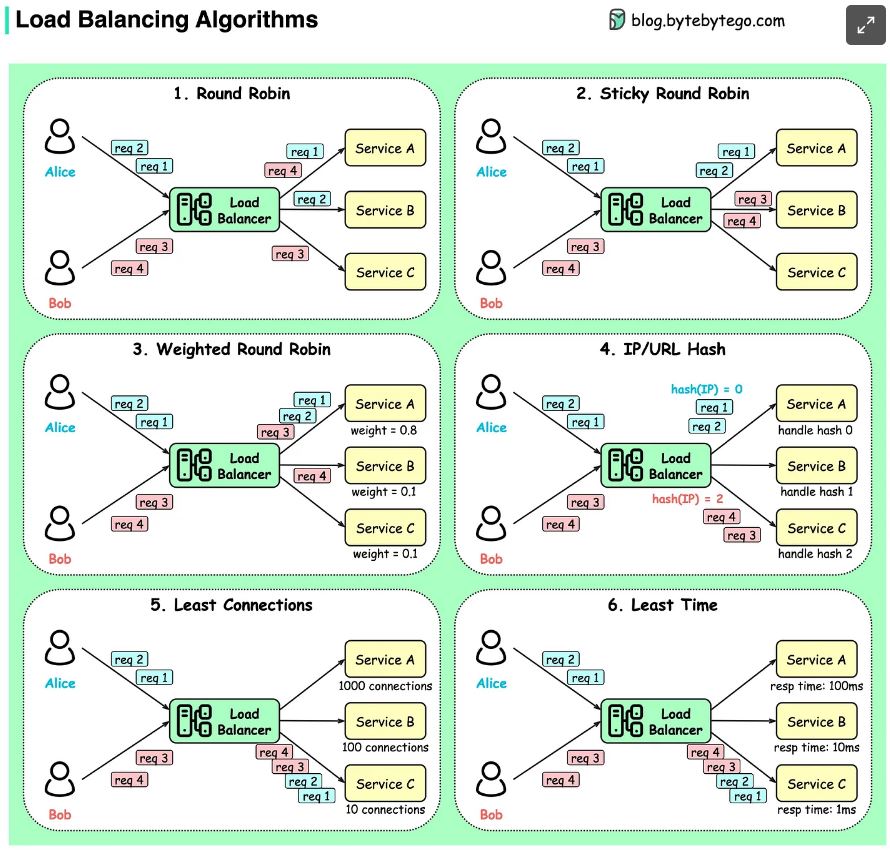 Load Balancing Algorithms
blog.bytebytego.com
1. Round Robin
Alice
req 2
req 1
Bob
req 3
req 4
Load
Balancer
req 1
req 4
req 2
req 3
Service A
Service B
Service C
2. Sticky Round Robin
Alice
req 2
req 1
Bob
req 3
req 4
Load
Balancer
req 1
req 2
req 3
req 4
Service A
Service B
Service C
3. Weighted Round Robin
Alice
req 2
req 1
Bob
req 3
req 4
Load
Balancer
req 1
req 2
req 3
req 4
Service A
weight = 0.8
Service B
weight = 0.1
Service C
weight = 0.1
4. IP/URL Hash
Alice
req 2
req 1
Bob
req 3
req 4
Load
Balancer
hash(IP) = 0
req 1
req 2
hash(IP) = 2
req 4
req 3
Service A
handle hash 0
Service B
handle hash 1
Service C
handle hash 2
5. Least Connections
Alice
req 2
req 1
Bob
req 3
req 4
Load
Balancer
req 4
req 3
req 2
req 1
Service A
1000 connections
Service B
100 connections
Service C
10 connections
6. Least Time
Alice
req 2
req 1
Bob
req 3
req 4
Load
Balancer
req 4
req 3
req 2
req 1
Service A
resp time: 100ms
Service B
resp time: 10ms
Service C
resp time: 1ms